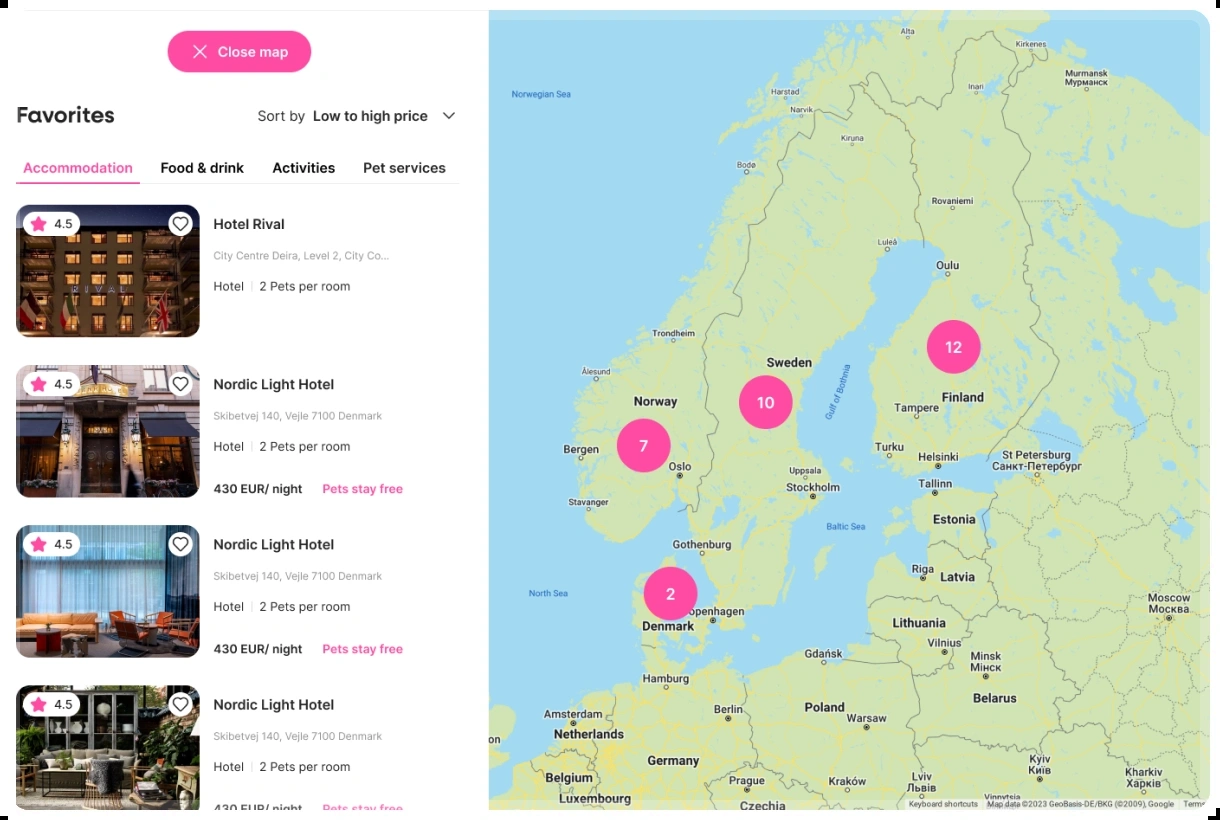 Close map
Favorites
Sort by Low to high price
Accommodation Food & drink Activities Pet services
4.5
RIVAL
Hotel Rival
City Centre Deira, Level 2, City Co...
Hotel 2 Pets per room
4.5
Nordic Light Hotel
Skibetvej 140, Vejle 7100 Denmark
Hotel 2 Pets per room
430 EUR/ night Pets stay free
4.5
Nordic Light Hotel
Skibetvej 140, Vejle 7100 Denmark
Hotel 2 Pets per room
430 EUR/ night Pets stay free
4.5
Nordic Light Hotel
Skibetvej 140, Vejle 7100 Denmark
Hotel 2 Pets per room
430 EUR/ night Pets stay free
Alta
Kirkenes
Murmansk
Мурманск
Norwegian Sea
Harstad
Inari
Narvik
Kiruna
Bodø
Rovaniemi
Luleå
Oulu
Trondheim
12
Sweden
Ålesund
Gulf of Bothnia
Norway
10
Finland
Tampere
7
Bergen
Turku
Oslo
Helsinki
St Petersburg
Санкт-Петербург
Uppsala
Stockholm
Tallinn
Stavanger
Baltic Sea
Estonia
Gothenburg
Riga
Latvia
North Sea
2
openhagen
Denmark
Moscow
Москва
Lithuania
Vilnius
Gdańsk
Minsk
Мінск
Hamburg
Belarus
Berlin
Poland
Warsaw
Amsterdam
Netherlands
on
Germany
Kyiv
Київ
Belgium
Prague
Kraków
Lviv
Львів
Kharkiv
Харків
Luxembourg
Czechia
Vinnytsia
Keyboard shortcuts Map data ©2023 GeoBasis-DE/BKG (©2009), Google Terms